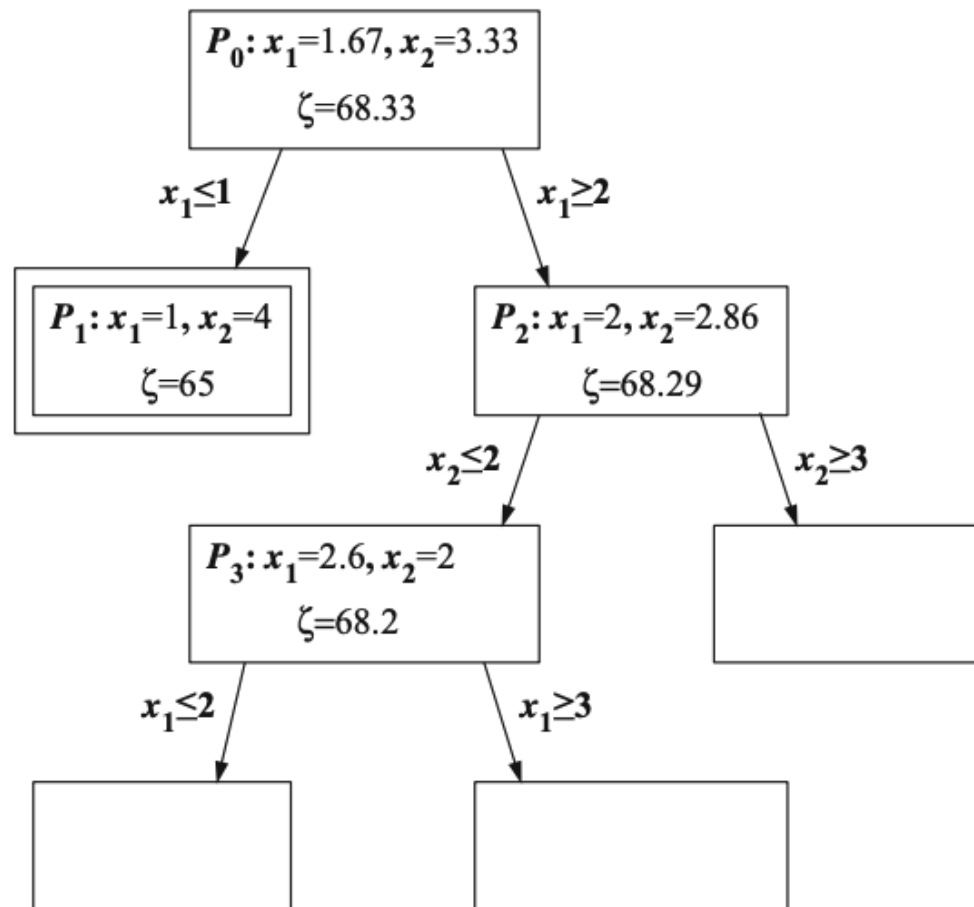 P₀: x₁=1.67, x₂=3.33
ζ=68.33
x₁≤1
x₁≥2
P₁: x₁=1, x₂=4
ζ=65
P₂: x₁=2, x₂=2.86
ζ=68.29
x₂≤2
x₂≥3
P₃: x₁=2.6, x₂=2
ζ=68.2
x₁≤2
x₁≥3